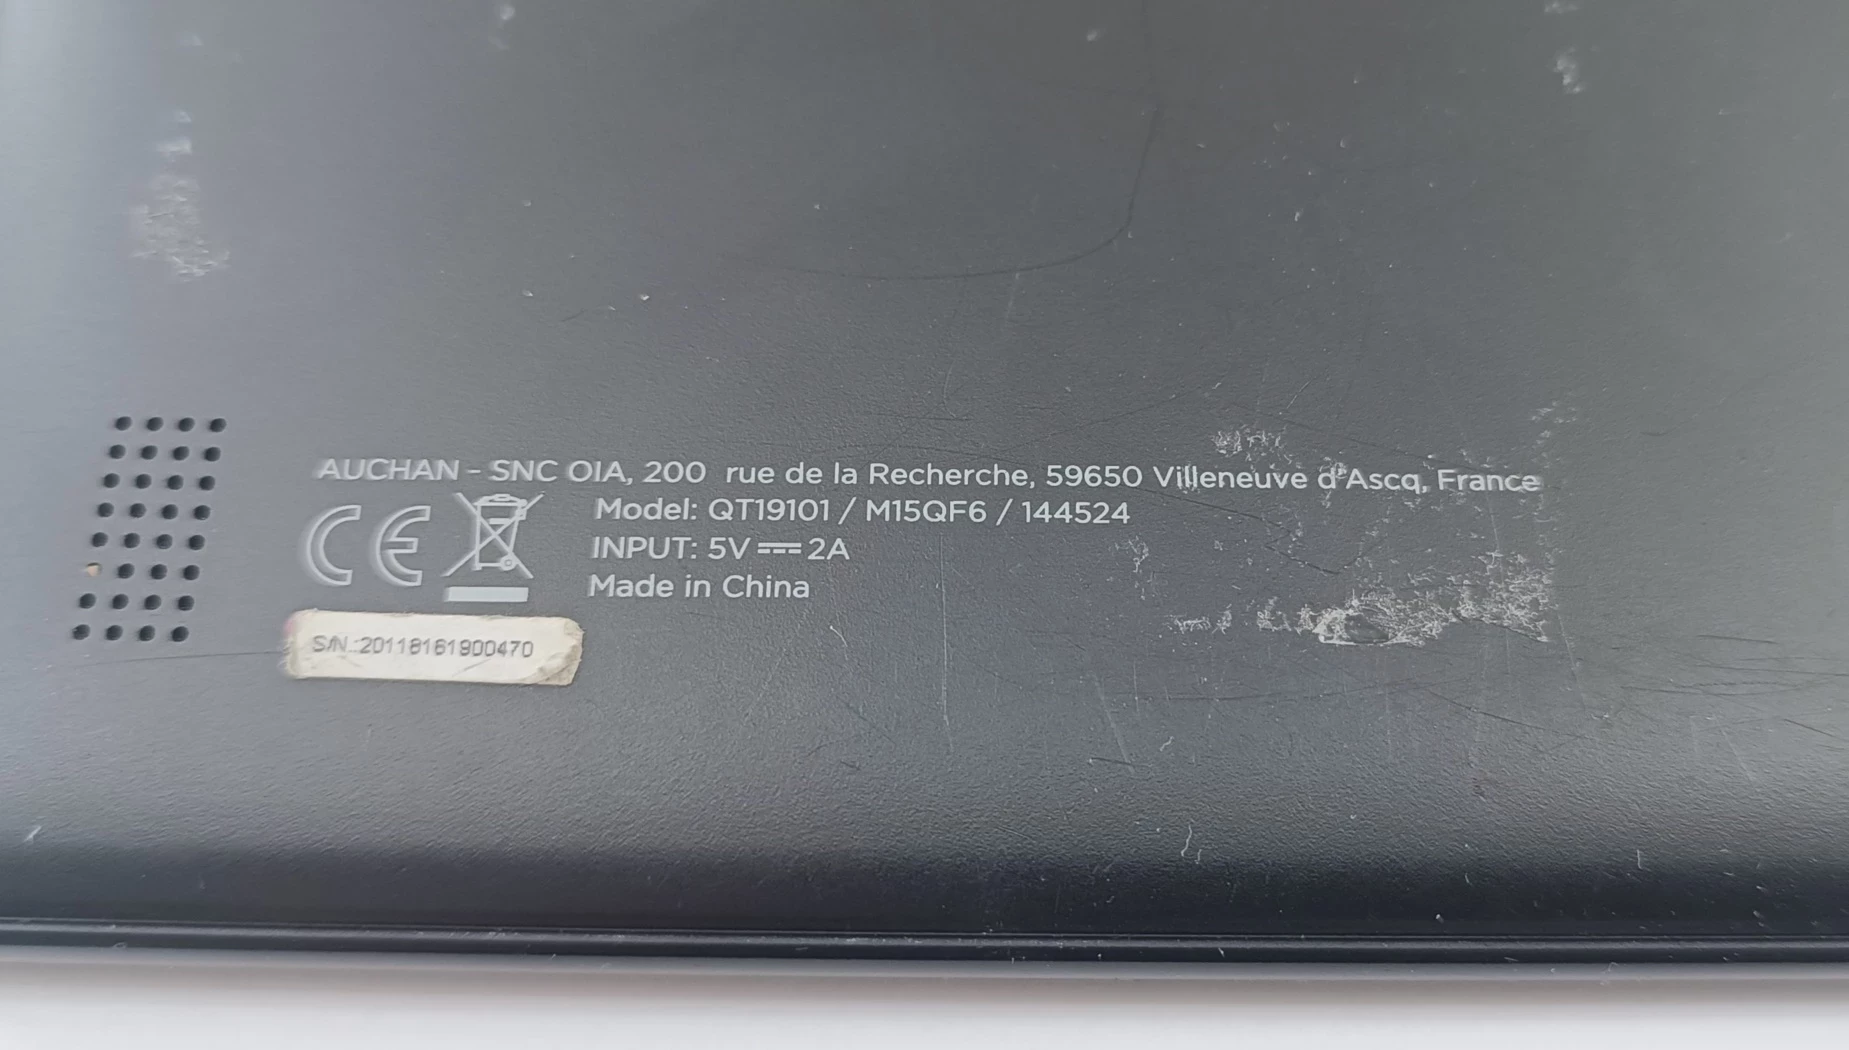 AUCHAN - SNC OIA, 200 rue de la Recherche, 59650 Villeneuve d'Ascq, France
CE
Model: QT19101 / M15QF6 / 144524
INPUT: 5V ⎓ 2A
Made in China
S/N.:20118161900470